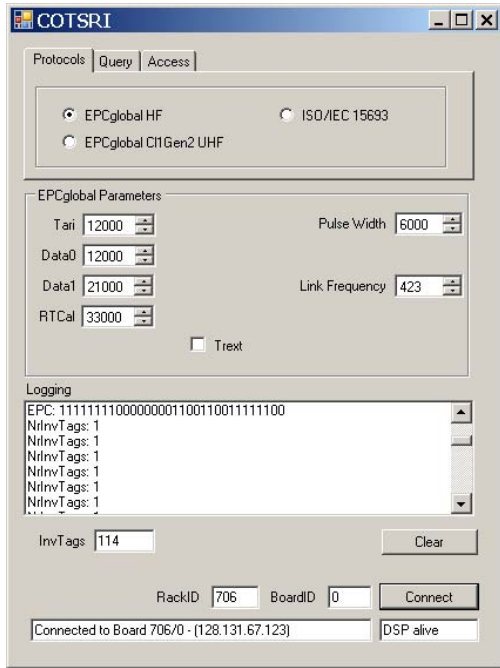 COTSRI
Protocols Query Access
EPCglobal HF ISO/IEC 15693
EPCglobal Cl1Gen2 UHF
EPCglobal Parameters
Tari 12000 Pulse Width 6000
Data0 12000
Data1 21000 Link Frequency 423
RTCal 33000
Trext
Logging
EPC: 11111111000000001100110011111100
NrInvTags: 1
NrInvTags: 1
NrInvTags: 1
NrInvTags: 1
NrInvTags: 1
NrInvTags: 1
InvTags 114 Clear
RackID 706 BoardID 0 Connect
Connected to Board 706/0 - (128.131.67.123) DSP alive